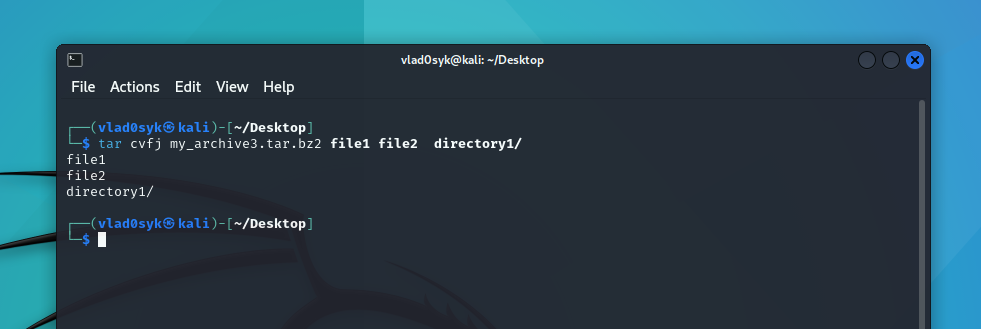 vlad0syk@kali: ~/Desktop
File Actions Edit View Help
┌──(vlad0syk㉿kali)-[~/Desktop]
└─$ tar cvfj my_archive3.tar.bz2 file1 file2  directory1/
file1
file2
directory1/
┌──(vlad0syk㉿kali)-[~/Desktop]
└─$